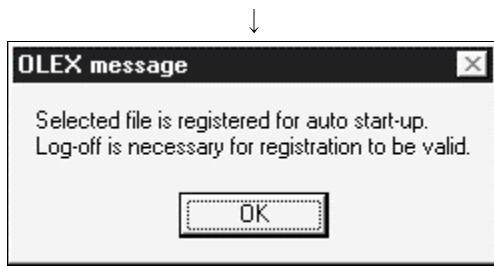 ↓
OLEX message
Selected file is registered for auto start-up.
Log-off is necessary for registration to be valid.
OK